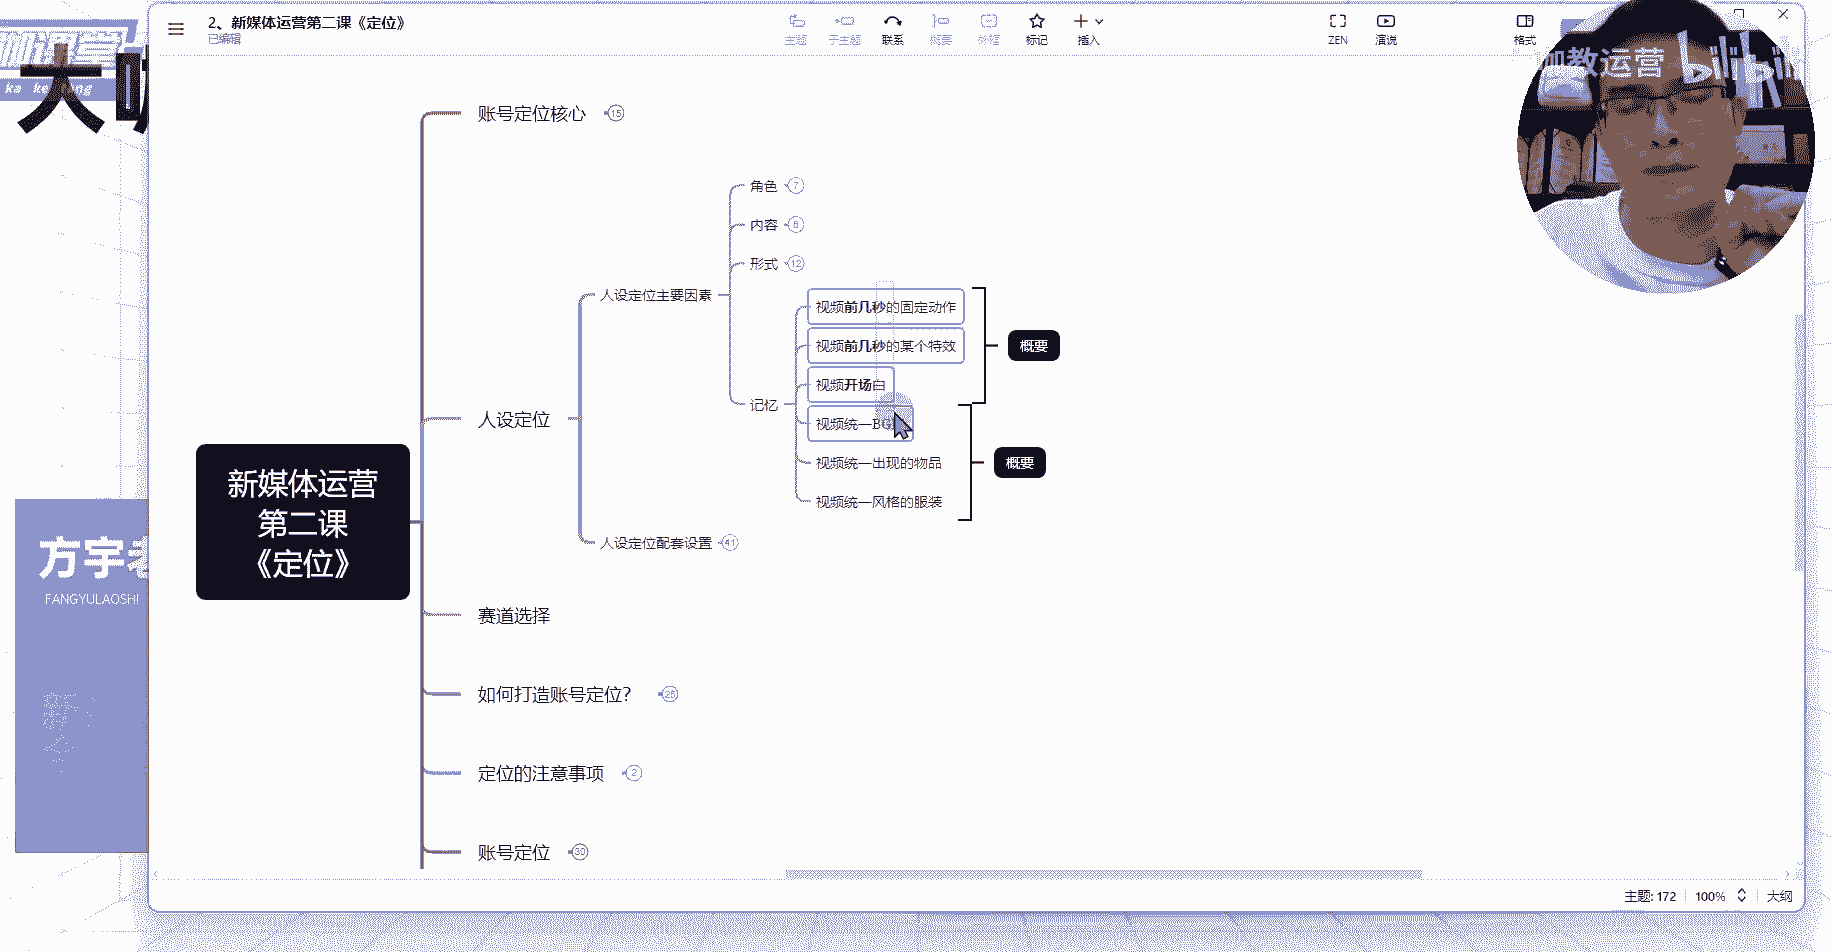 2、新媒体运营第二课《定位》
已编辑
主题
子主题
联系
概要
外框
标记
插入
ZEN
演说
格式
咖教运营
ka ke
大咖
账号定位核心
15
角色
7
内容
8
形式
12
人设定位主要因素
视频前几秒的固定动作
视频前几秒的某个特效
概要
视频开场白
记忆
人设定位
视频统一BG
视频统一出现的物品
概要
视频统一风格的服装
新媒体运营
第二课
《定位》
人设定位配套设置
41
方宇老
FANGYULAOSHI
赛道选择
如何打造账号定位?
25
定位的注意事项
2
账号定位
30
主题: 172
100%
大纲